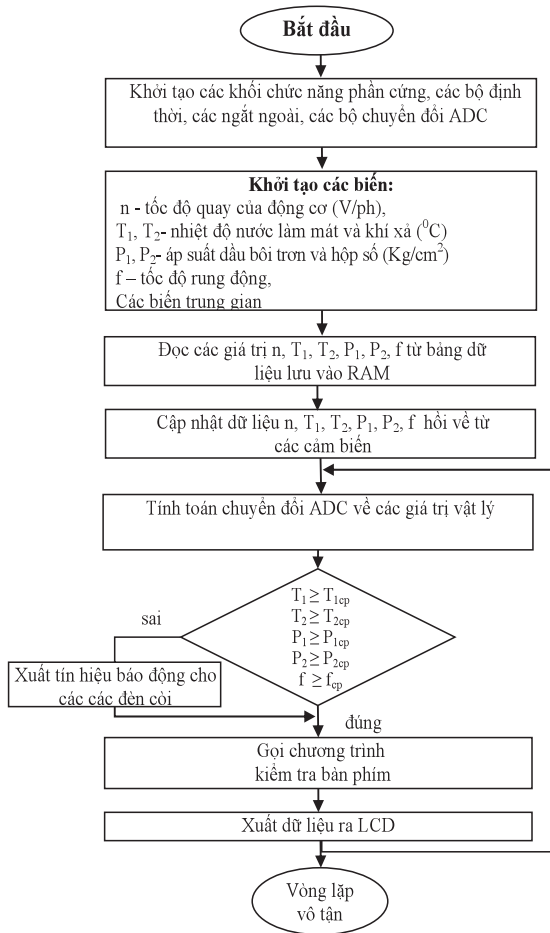 Bắt đầu
Khởi tạo các khối chức năng phần cứng, các bộ định
thời, các ngắt ngoài, các bộ chuyển đổi ADC
Khởi tạo các biến:
n - tốc độ quay của động cơ (V/ph),
T₁, T₂- nhiệt độ nước làm mát và khí xả (⁰C)
P₁, P₂- áp suất dầu bôi trơn và hộp số (Kg/cm²)
f – tốc độ rung động,
Các biến trung gian
Đọc các giá trị n, T₁, T₂, P₁, P₂, f từ bảng dữ
liệu lưu vào RAM
Cập nhật dữ liệu n, T₁, T₂, P₁, P₂, f hồi về từ
các cảm biến
Tính toán chuyển đổi ADC về các giá trị vật lý
T₁ ≥ T₁cp
T₂ ≥ T₂cp
P₁ ≥ P₁cp
P₂ ≥ P₂cp
f ≥ fcp
sai
Xuất tín hiệu báo động cho
các các đèn còi
đúng
Gọi chương trình
kiểm tra bàn phím
Xuất dữ liệu ra LCD
Vòng lặp
vô tận